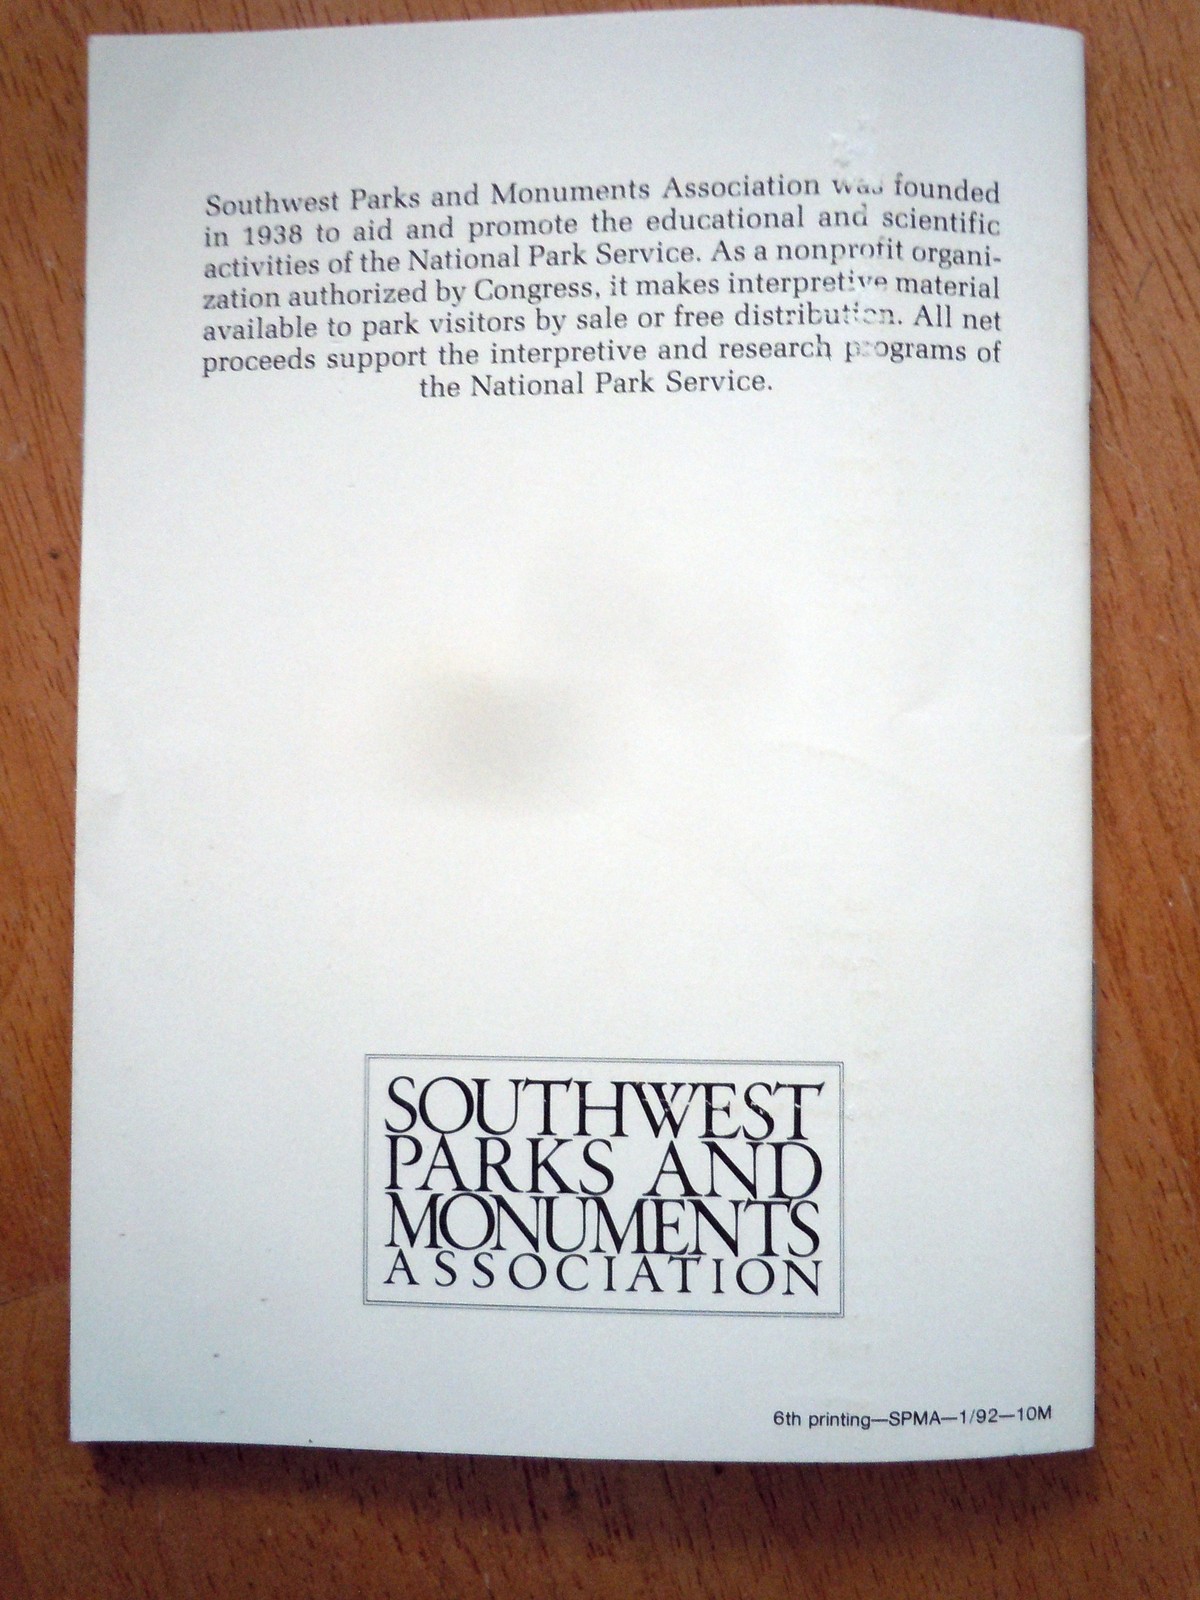 Southwest Parks and Monuments Association was founded
in 1938 to aid and promote the educational and scientific
activities of the National Park Service. As a nonprofit organi-
zation authorized by Congress, it makes interpretive material
available to park visitors by sale or free distribution. All net
proceeds support the interpretive and research programs of
the National Park Service.
SOUTHWEST
PARKS AND
MONUMENTS
ASSOCIATION
6th printing—SPMA—1/92—10M